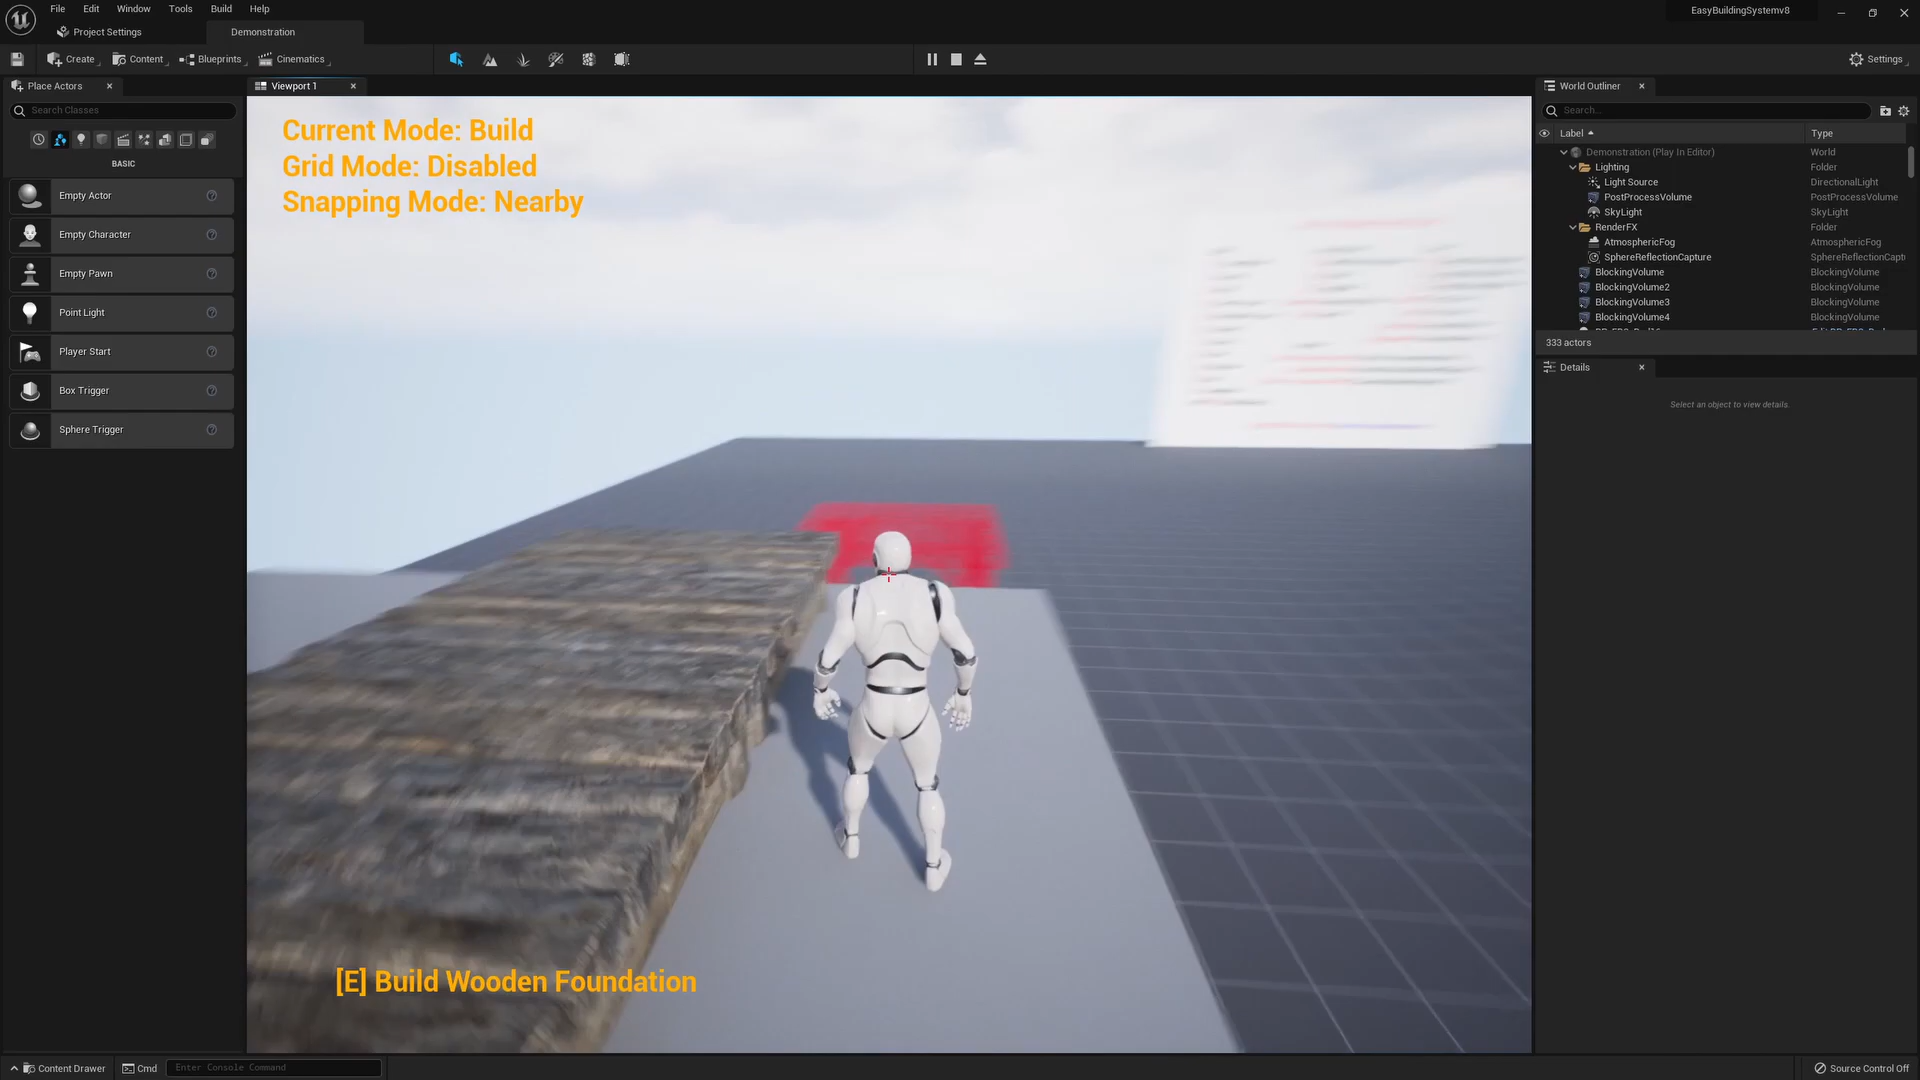 File Edit Window Tools Build Help
EasyBuildingSystemv8
Project Settings
Demonstration
Create
Content
Blueprints
Cinematics
Settings
Place Actors
Search Classes
BASIC
Empty Actor
Empty Character
Empty Pawn
Point Light
Player Start
Box Trigger
Sphere Trigger
Viewport 1
Current Mode: Build
Grid Mode: Disabled
Snapping Mode: Nearby
[E] Build Wooden Foundation
World Outliner
Search...
Label Type
Demonstration (Play In Editor) World
Lighting Folder
Light Source DirectionalLight
PostProcessVolume PostProcessVolume
SkyLight SkyLight
RenderFX Folder
AtmosphericFog AtmosphericFog
SphereReflectionCapture SphereReflectionCapt
BlockingVolume BlockingVolume
BlockingVolume2 BlockingVolume
BlockingVolume3 BlockingVolume
BlockingVolume4 BlockingVolume
333 actors
Details
Select an object to view details.
Content Drawer
Cmd
Enter Console Command
Source Control Off